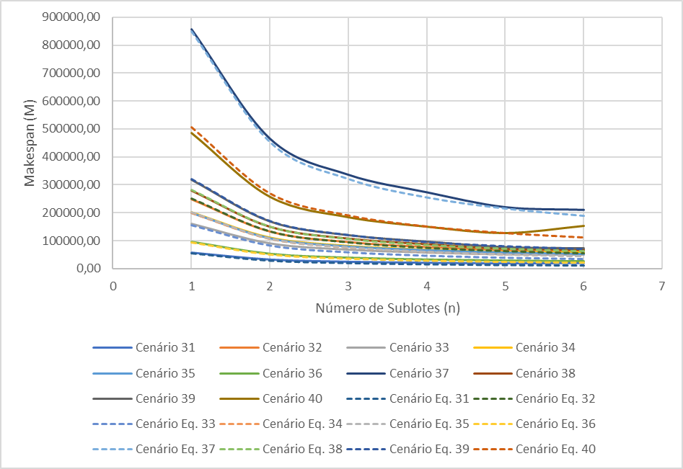 900000,00
800000,00
700000,00
600000,00
500000,00
400000,00
300000,00
200000,00
100000,00
0,00
Makespan (M)
0 1 2 3 4 5 6 7
Número de Sublotes (n)
Cenário 31 Cenário 32 Cenário 33 Cenário 34
Cenário 35 Cenário 36 Cenário 37 Cenário 38
Cenário 39 Cenário 40 Cenário Eq. 31 Cenário Eq. 32
Cenário Eq. 33 Cenário Eq. 34 Cenário Eq. 35 Cenário Eq. 36
Cenário Eq. 37 Cenário Eq. 38 Cenário Eq. 39 Cenário Eq. 40